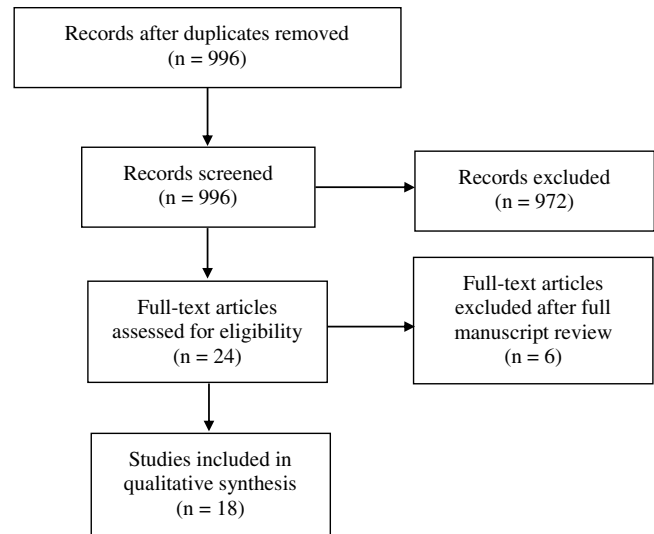 Records after duplicates removed
(n = 996)
Records screened
(n = 996)
Records excluded
(n = 972)
Full-text articles
assessed for eligibility
(n = 24)
Full-text articles
excluded after full
manuscript review
(n = 6)
Studies included in
qualitative synthesis
(n = 18)